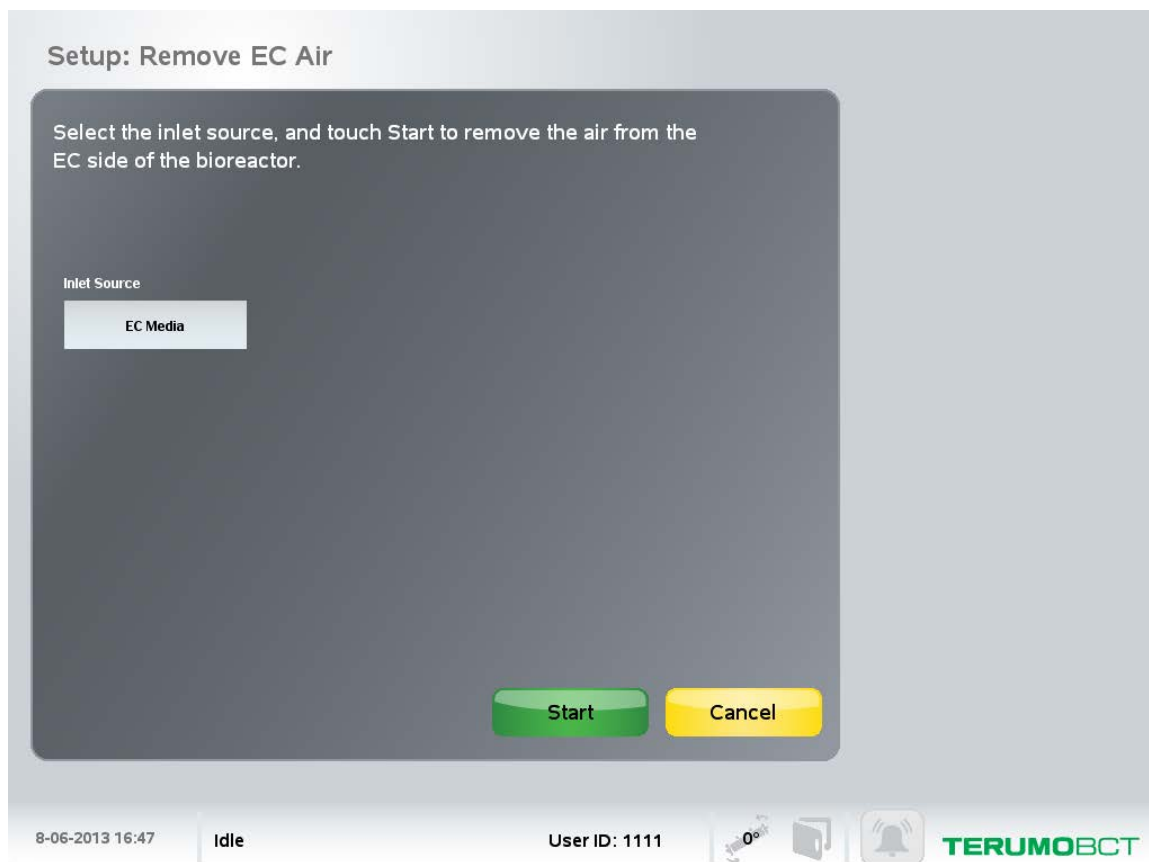 Setup: Remove EC Air
Select the inlet source, and touch Start to remove the air from the
EC side of the bioreactor.
Inlet Source
EC Media
Start
Cancel
8-06-2013 16:47
Idle
User ID: 1111
0°
TERUMOBCT